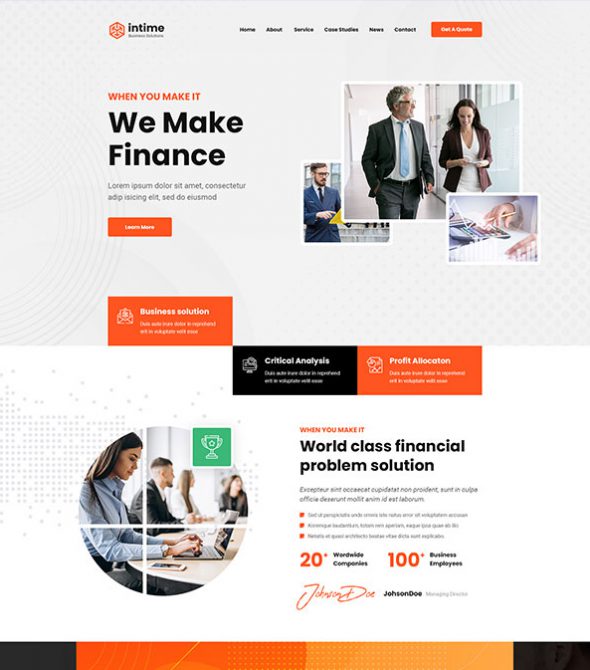 intime
Business Solutions
Home About Service Case Studies News Contact Get A Quote
WHEN YOU MAKE IT
We Make
Finance
Lorem ipsum dolor sit amet, consectetur
adip isicing elit, sed do eiusmod
Learn More
Business solution
Duis aute irure dolor in reprehend
erit in voluptate velit esse
Critical Analysis
Duis aute irure dolor in reprehend
erit in voluptate velit esse
Profit Allocaton
Duis aute irure dolor in reprehend
erit in voluptate velit esse
WHEN YOU MAKE IT
World class financial
problem solution
Excepteur sint occaecat cupidatat non proident, sunt in culpa
officia deserunt mollit anim id est laborum.
Sed ut perspiciatis unde omnis iste natus error sit voluptatem accusan
Koremque laudantium, totam rem aperiam, eaque ipsa quae ab illo
Netatis et quasi architecto beatae vitae dicta sunt explicabo.
20+ Wordwide
Companies
100+ Business
Employees
JohsonDoe
JohsonDoe Managing Director